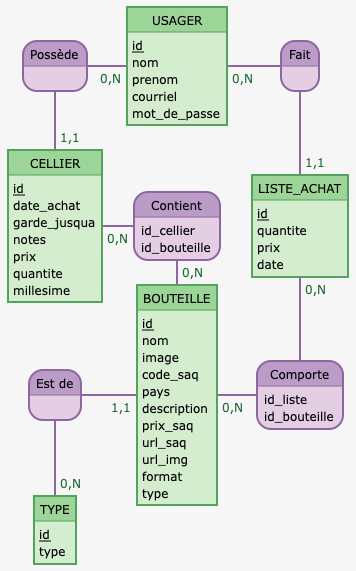 USAGER
id
nom
prenom
courriel
mot_de_passe
Possède
Fait
0,N
0,N
1,1
1,1
CELLIER
id
date_achat
garde_jusqua
notes
prix
quantite
millesime
Contient
id_cellier
id_bouteille
0,N
0,N
LISTE_ACHAT
id
quantite
prix
date
0,N
BOUTEILLE
id
nom
image
code_saq
pays
description
prix_saq
url_saq
url_img
format
type
Est de
1,1
0,N
Comporte
id_liste
id_bouteille
0,N
TYPE
id
type